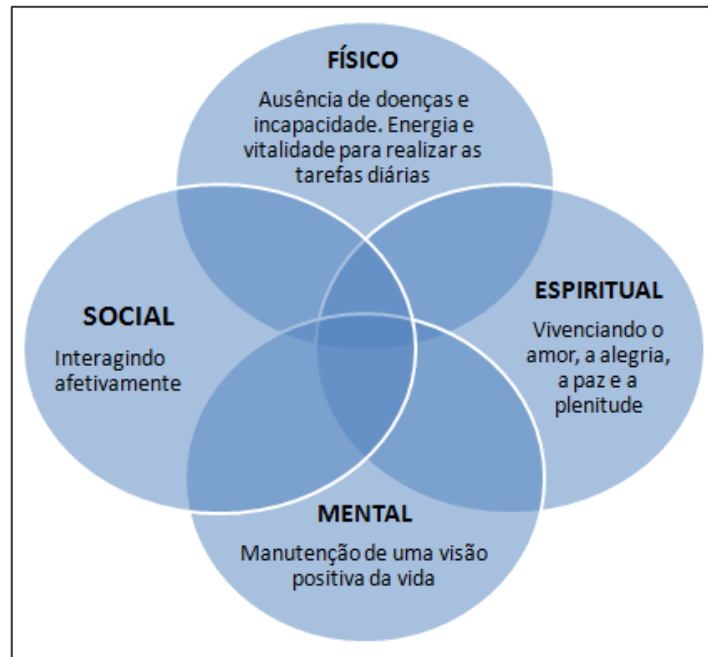 FÍSICO
Ausência de doenças e
incapacidade. Energia e
vitalidade para realizar as
tarefas diárias
SOCIAL
Interagindo
afetivamente
ESPIRITUAL
Vivenciando o
amor, a alegria,
a paz e a
plenitude
MENTAL
Manutenção de uma visão
positiva da vida